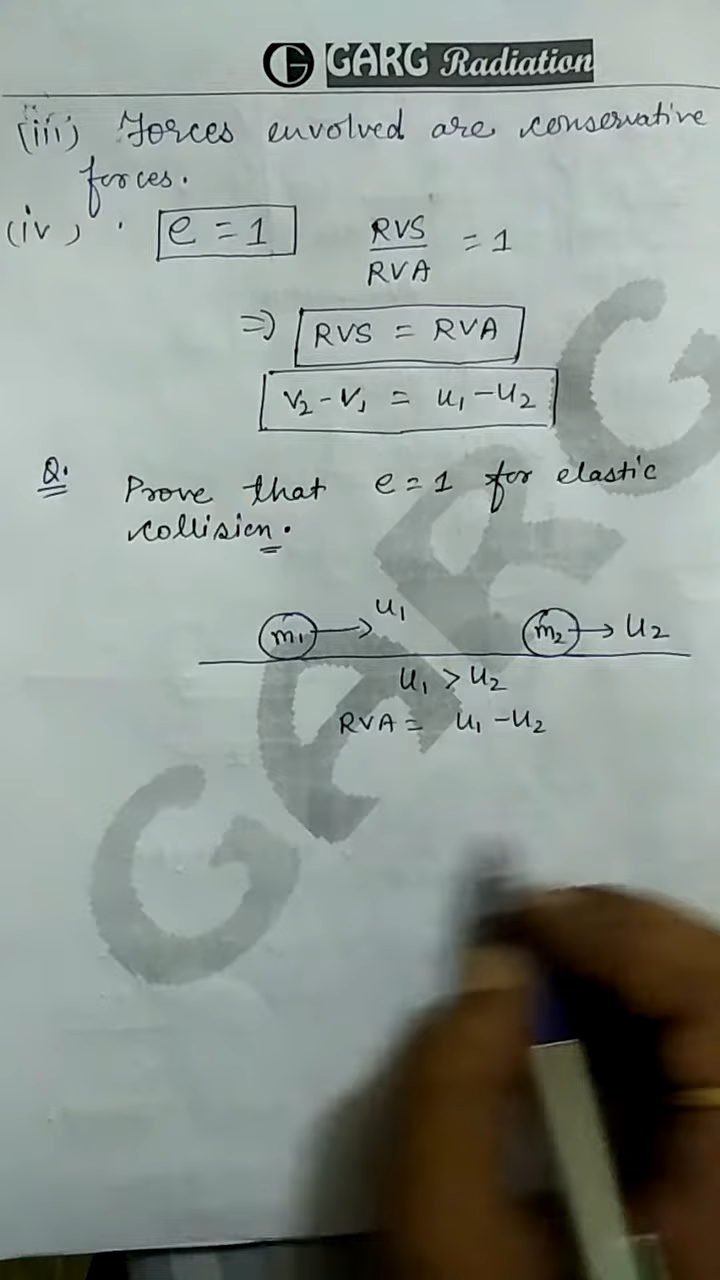 G GARG Radiation
(iii) Forces envolved are conservative
forces.
(iv) . e = 1 RVS/RVA = 1
=> RVS = RVA
V₂ - V₁ = u₁ - u₂
Q. Prove that e = 1 for elastic
collision.
m₁ → u₁ m₂ → u₂
u₁ > u₂
RVA = u₁ - u₂
GARG